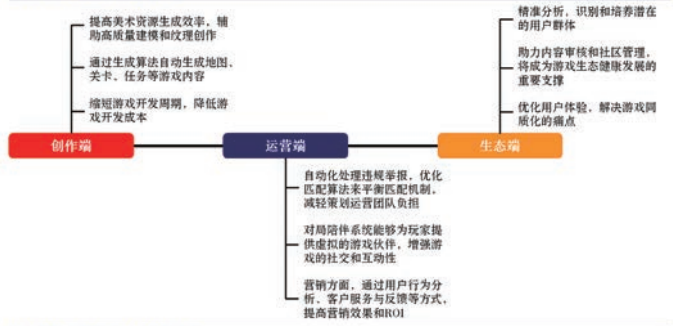 提高美术资源生成效率，辅
助高质量建模和纹理创作
通过生成算法自动生成地图、
关卡、任务等游戏内容
缩短游戏开发周期，降低游
戏开发成本
创作端
运营端
自动化处理违规举报，优化
匹配算法来平衡匹配机制，
减轻策划运营团队负担
对局陪伴系统能够为玩家提
供虚拟的游戏伙伴，增强游
戏的社交和互动性
营销方面，通过用户行为分
析、客户服务与反馈等方式，
提高营销效果和ROI
精准分析，识别和培养潜在
的用户群体
助力内容审核和社区管理，
将成为游戏生态健康发展的
重要支撑
优化用户体验，解决游戏同
质化的痛点
生态端